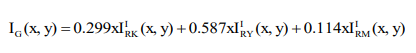 I_G(x, y) = 0.299xI^1_RK(x, y) + 0.587xI^1_RY(x, y) + 0.114xI^1_RM(x, y)